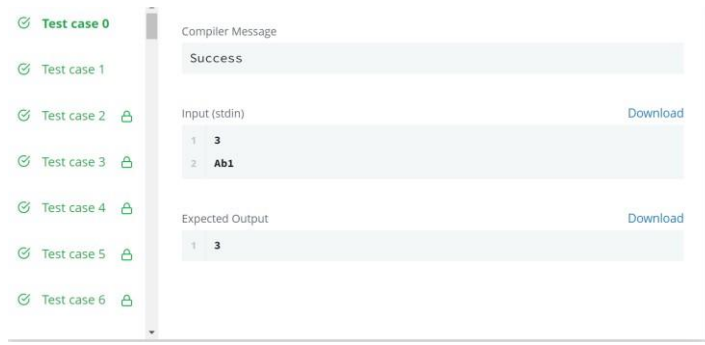 Test case 0
Test case 1
Test case 2
Test case 3
Test case 4
Test case 5
Test case 6
Compiler Message
Success
Input (stdin)
Download
1 3
2 Ab1
Expected Output
Download
1 3